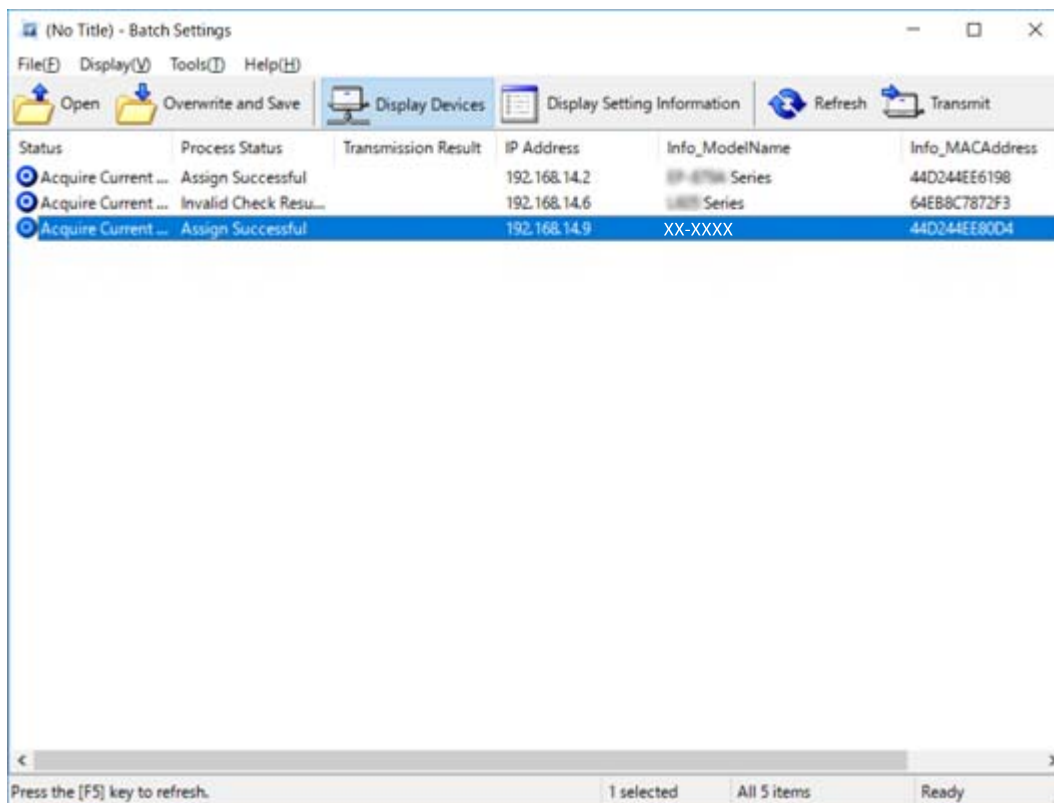 (No Title) - Batch Settings
File(F) Display(V) Tools(T) Help(H)
Open Overwrite and Save Display Devices Display Setting Information Refresh Transmit
Status Process Status Transmission Result IP Address Info_ModelName Info_MACAddress
Acquire Current ... Assign Successful 192.168.14.2 Series 44D244EE6198
Acquire Current ... Invalid Check Resu... 192.168.14.6 Series 64EB8C7872F3
Acquire Current ... Assign Successful 192.168.14.9 XX-XXXX 44D244EE80D4
Press the [F5] key to refresh. 1 selected All 5 items Ready